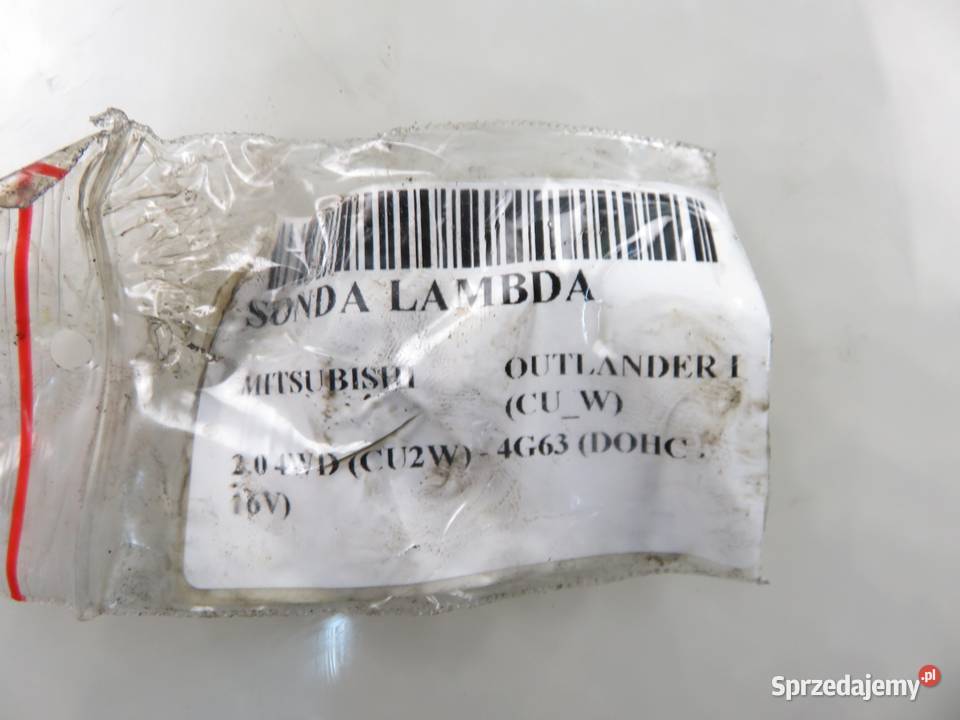 SONDA LAMBDA
MITSUBISHI OUTLANDER I
(CU_W)
2.0 4WD (CU2W) - 4G63 (DOHC
16V)
Sprzedajemy.pl